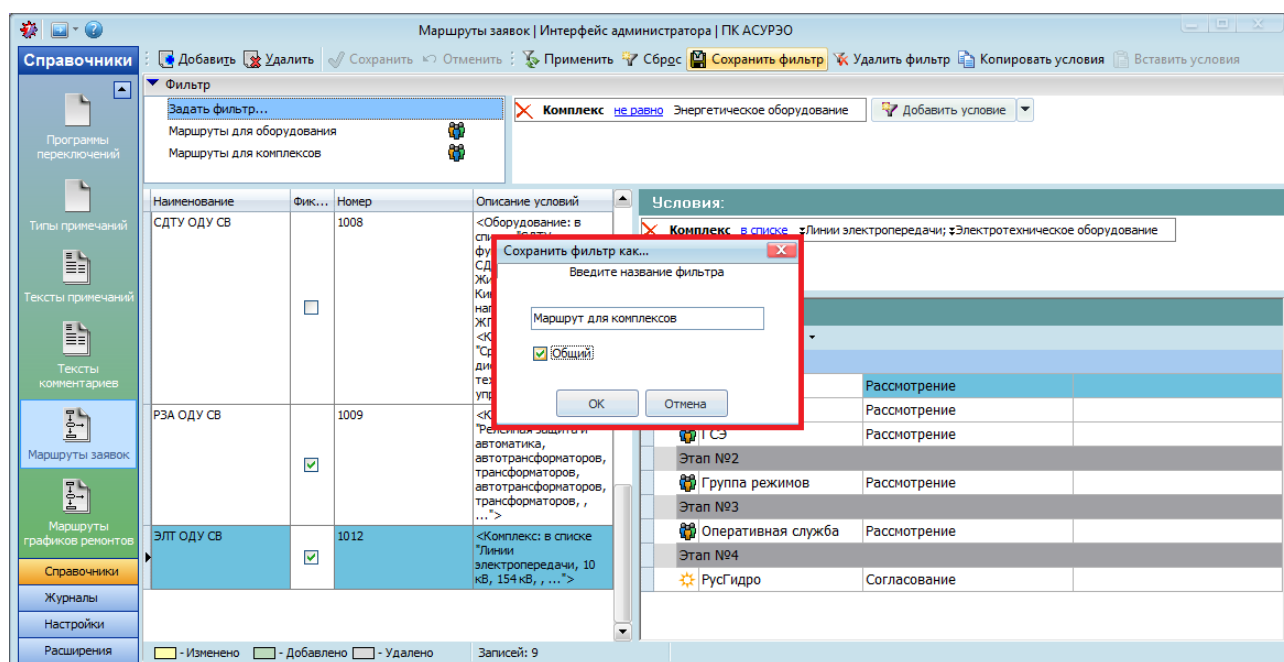 Маршруты заявок | Интерфейс администратора | ПК АСУРЭО
Справочники
Добавить Удалить Сохранить Отменить Применить Сброс Сохранить фильтр Удалить фильтр Копировать условия Вставить условия
Фильтр
Задать фильтр...
Маршруты для оборудования
Маршруты для комплексов
Комплекс не равно Энергетическое оборудование Добавить условие
Программы
переключений
Типы примечаний
Тексты примечаний
Тексты
комментариев
Маршруты заявок
Маршруты
графиков ремонтов
Справочники
Журналы
Настройки
Расширения
Наименование Фик... Номер Описание условий
СДТУ ОДУ СВ 1008 <Оборудование: в
РЗА ОДУ СВ 1009
автоматика,
автотрансформаторов,
трансформаторов,
автотрансформаторов,
трансформаторов, ,
...">
ЭЛТ ОДУ СВ 1012 <Комплекс: в списке
"Линии
электропередачи, 10
кВ, 154 кВ, , ...">
Условия:
Комплекс в списке Линии электропередачи; Электротехническое оборудование
Сохранить фильтр как...
Введите название фильтра
Маршрут для комплексов
Общий
ОК Отмена
Рассмотрение
Рассмотрение
ГСЭ Рассмотрение
Этап №2
Группа режимов Рассмотрение
Этап №3
Оперативная служба Рассмотрение
Этап №4
РусГидро Согласование
- Изменено - Добавлено - Удалено Записей: 9